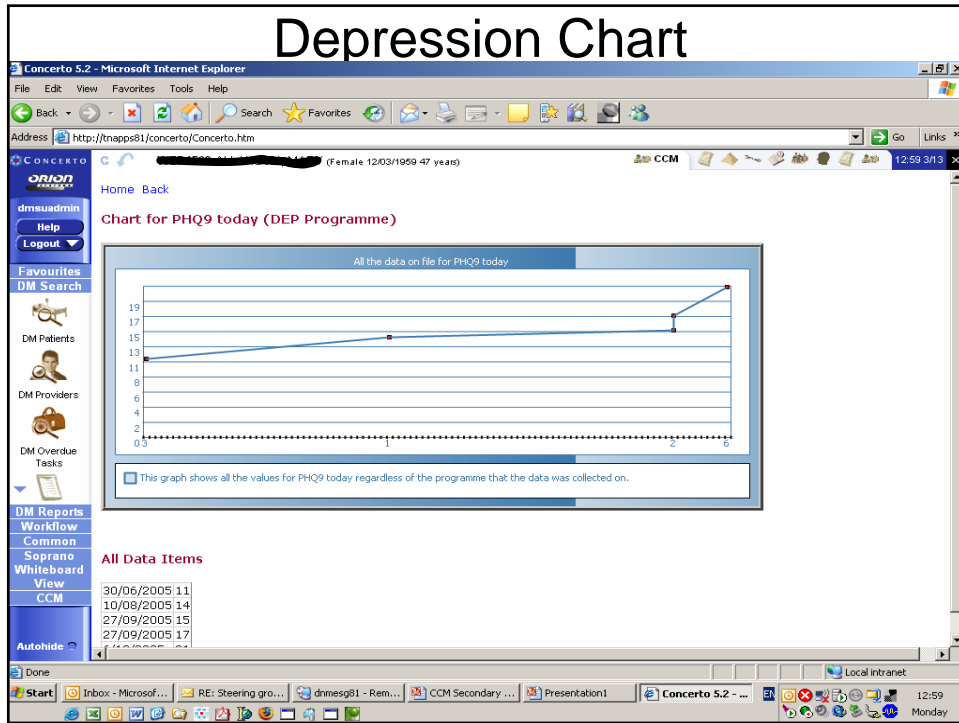 Depression Chart
Concerto 5.2 - Microsoft Internet Explorer
File Edit View Favorites Tools Help
Back Search Favorites
Address http://tnapps81/concerto/Concerto.htm Go Links »
CONCERTO (Female 12/03/1959 47 years) CCM 12:59 3/13
ORION SYSTEMS
Home Back
dmsuadmin
Help
Logout
Chart for PHQ9 today (DEP Programme)
Favourites
DM Search
DM Patients
DM Providers
DM Overdue
Tasks
DM Reports
Workflow
Common
Soprano
Whiteboard
View
CCM
Autohide
All the data on file for PHQ9 today
19
17
15
13
11
8
6
4
2
0 3 1 2 6
This graph shows all the values for PHQ9 today regardless of the programme that the data was collected on.
All Data Items
30/06/2005 11
10/08/2005 14
27/09/2005 15
27/09/2005 17
Done Local intranet
Start Inbox - Microsof... RE: Steering gro... dnmesg81 - Rem... CCM Secondary ... Presentation1 Concerto 5.2 - ... EN 12:59
Monday